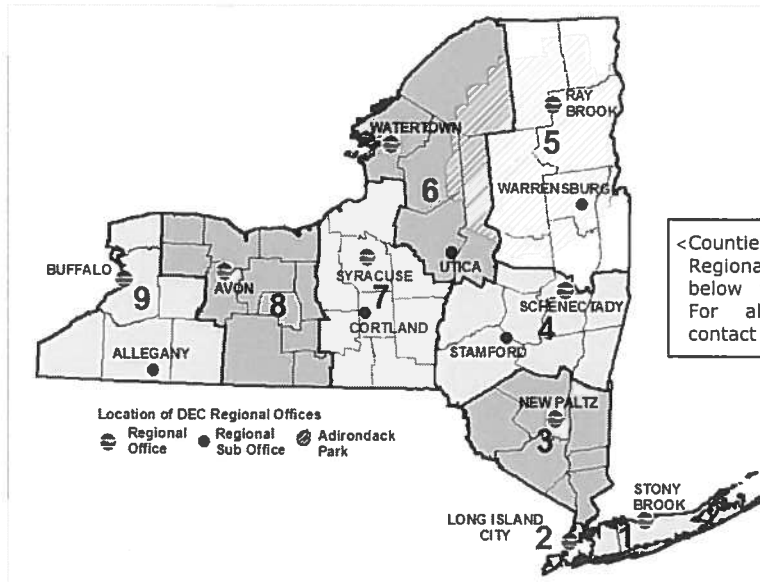 RAY
BROOK
WATERTOWN
5
6
WARRENSBURG
BUFFALO
AVON
SYRACUSE
UTICA
9
8
7
SCHENECTADY
CORTLAND
4
ALLEGANY
STAMFORD
Location of DEC Regional Offices
Regional
Office
Regional
Sub Office
Adirondack
Park
NEW PALTZ
3
STONY
BROOK
LONG ISLAND
CITY
2
1
<Counties
Regional
below
For al
contact